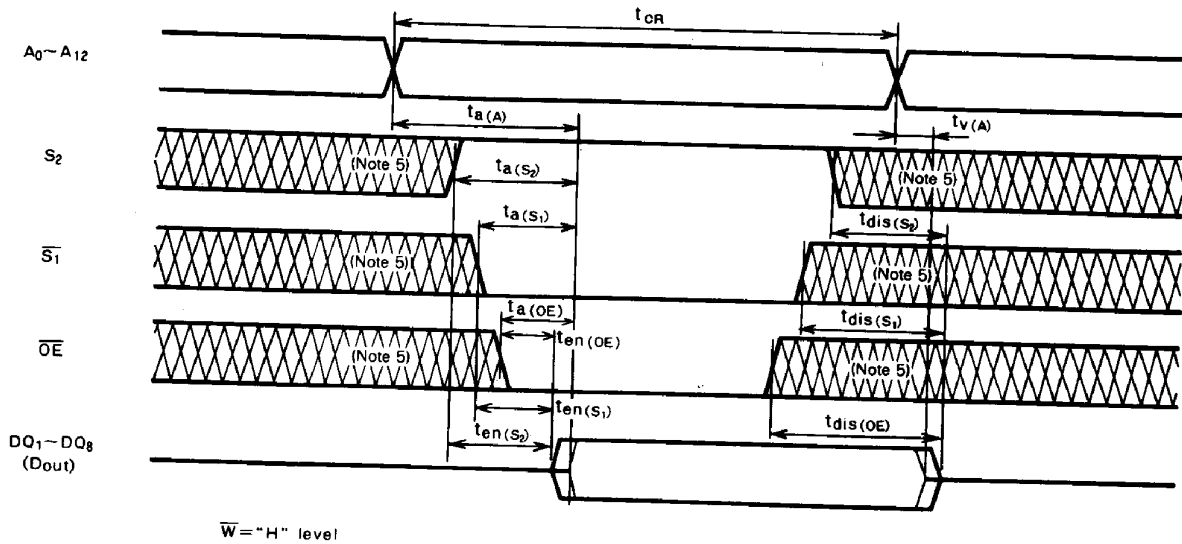 tCR
A0~A12
ta(A)
tv(A)
S2
(Note 5)
(Note 5)
ta(S2)
tdis(S2)
ta(S1)
S̅1̅
(Note 5)
(Note 5)
ta(OE)
tdis(S1)
ten(OE)
O̅E̅
(Note 5)
(Note 5)
ten(S1)
ten(S2)
tdis(OE)
DQ1~DQ8
(Dout)
W̅="H" level